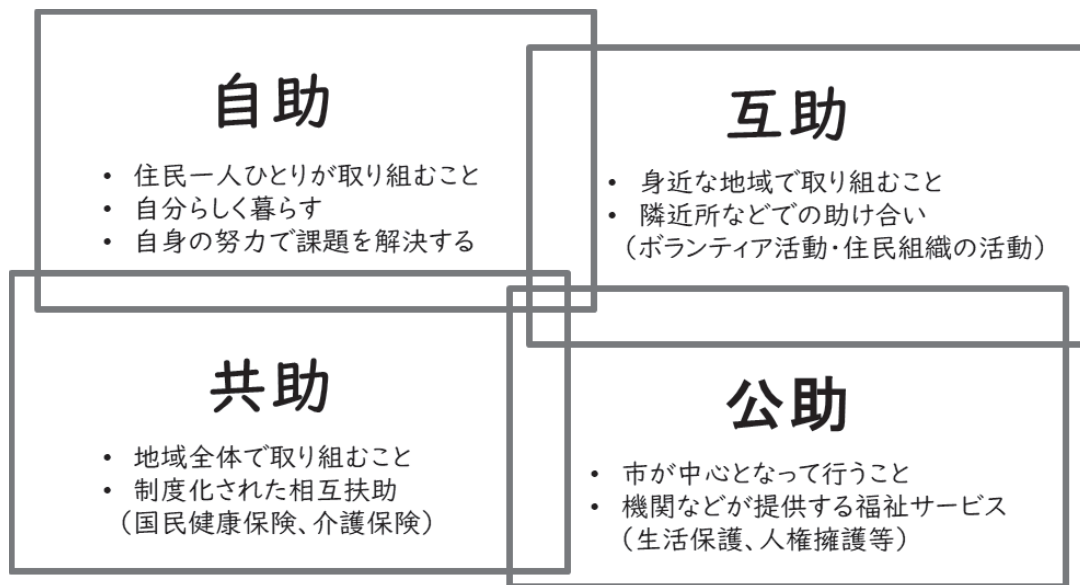 自助
• 住民一人ひとりが取り組むこと
• 自分らしく暮らす
• 自身の努力で課題を解決する
互助
• 身近な地域で取り組むこと
• 隣近所などでの助け合い
（ボランティア活動・住民組織の活動）
共助
• 地域全体で取り組むこと
• 制度化された相互扶助
（国民健康保険、介護保険）
公助
• 市が中心となって行うこと
• 機関などが提供する福祉サービス
（生活保護、人権擁護等）